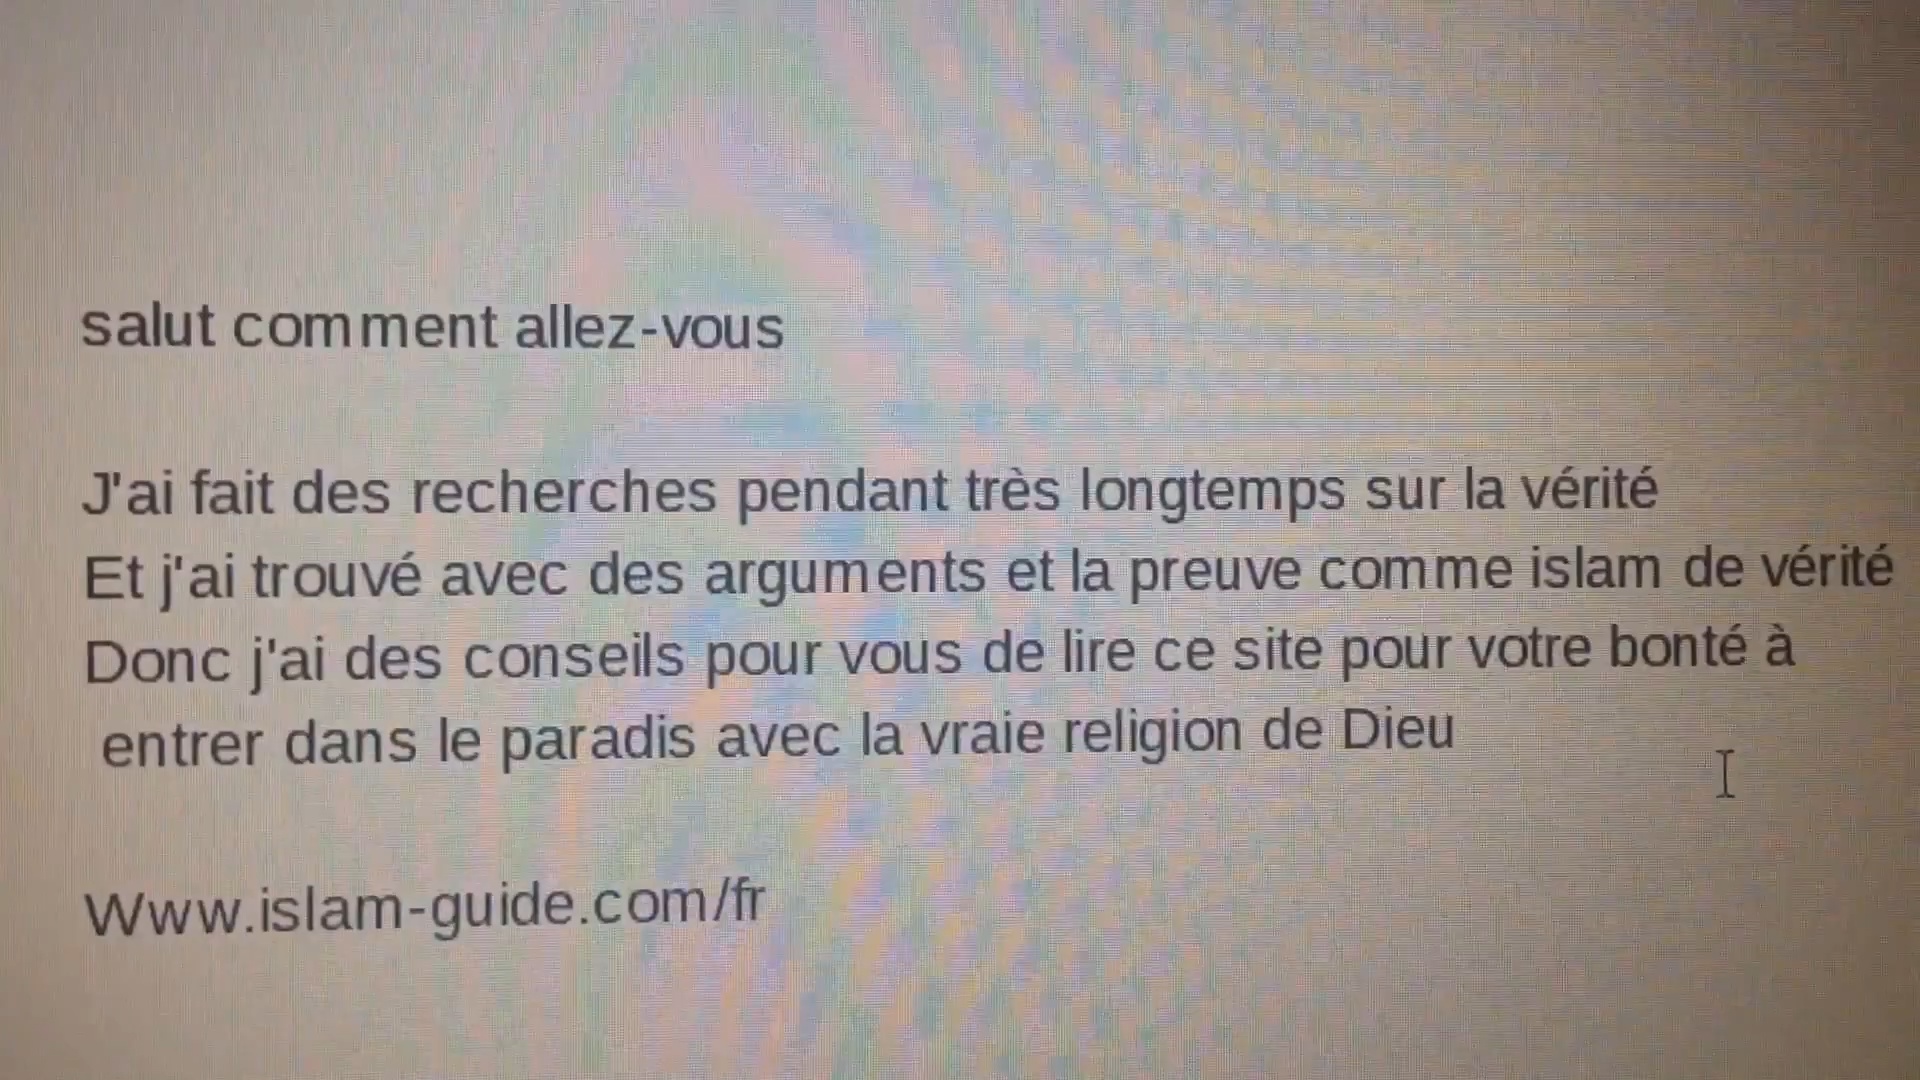 salut comment allez-vous
J'ai fait des recherches pendant très longtemps sur la vérité
Et j'ai trouvé avec des arguments et la preuve comme islam de vérité
Donc j'ai des conseils pour vous de lire ce site pour votre bonté à
entrer dans le paradis avec la vraie religion de Dieu
Www.islam-guide.com/fr